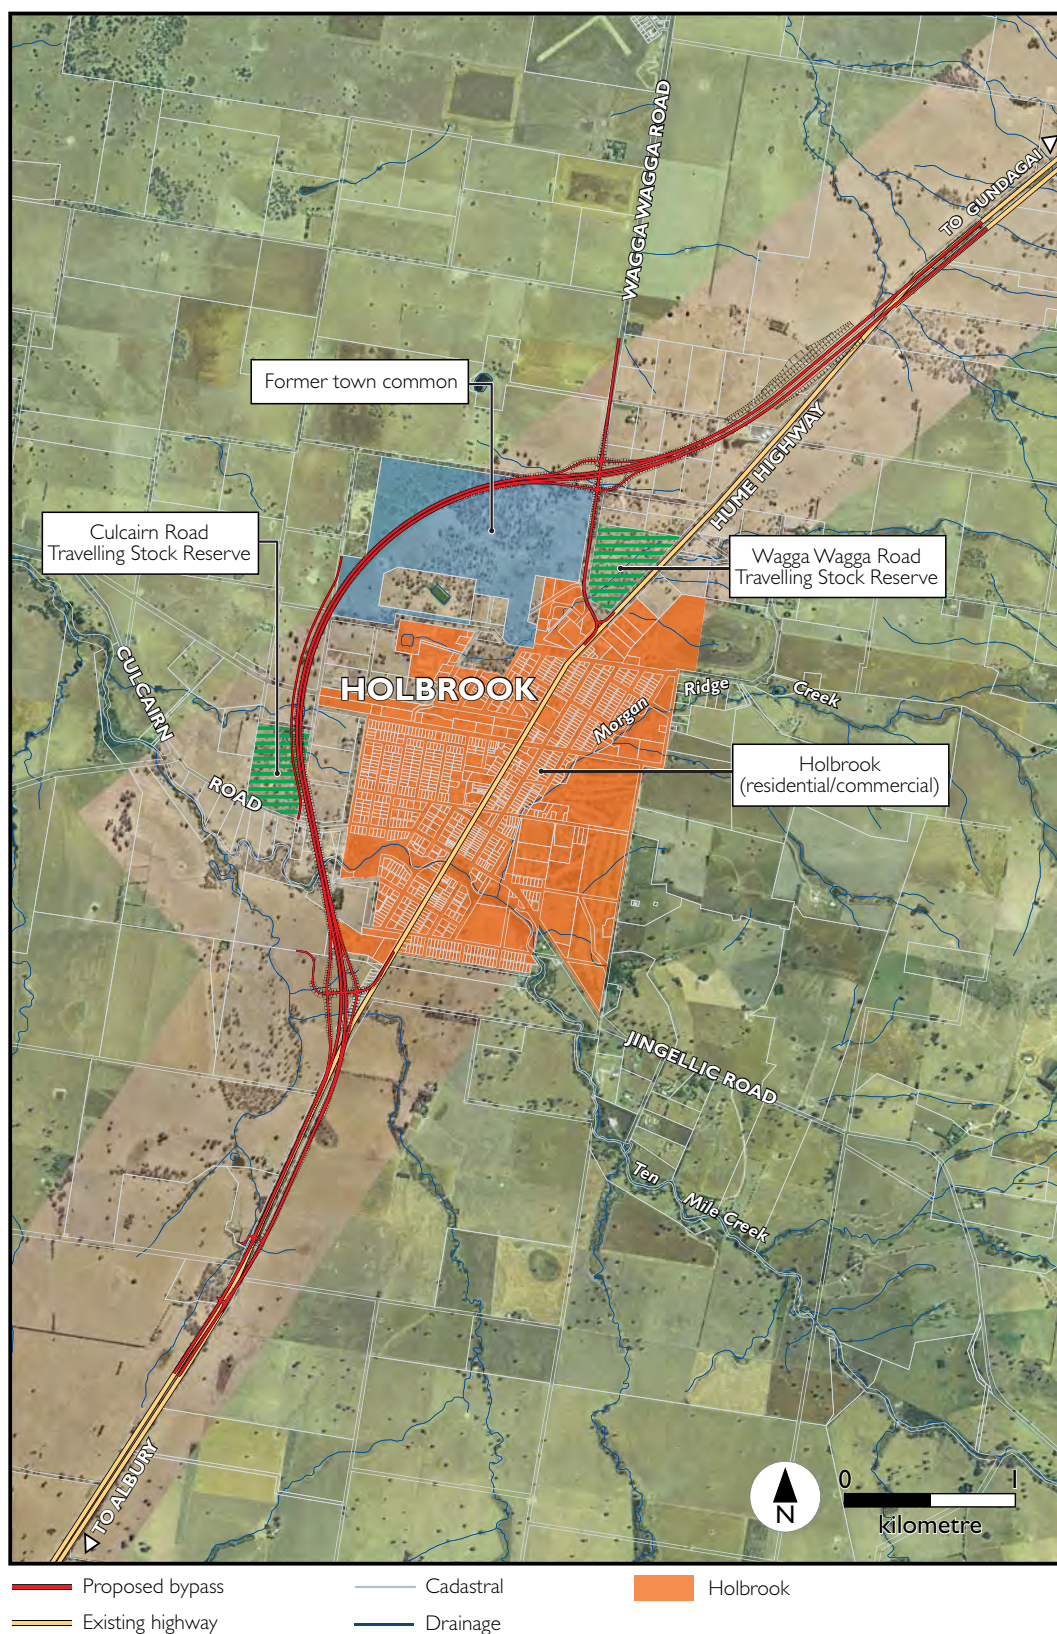 WAGGA WAGGA ROAD
TO GUNDAGAI
Former town common
HUME HIGHWAY
Culcairn Road
Travelling Stock Reserve
Wagga Wagga Road
Travelling Stock Reserve
CULCAIRN
ROAD
HOLBROOK
Morgan
Ridge
Creek
Holbrook
(residential/commercial)
JINGELLIC ROAD
Ten
Mile Creek
TO ALBURY
N
0
1
kilometre
Proposed bypass
Cadastral
Holbrook
Existing highway
Drainage